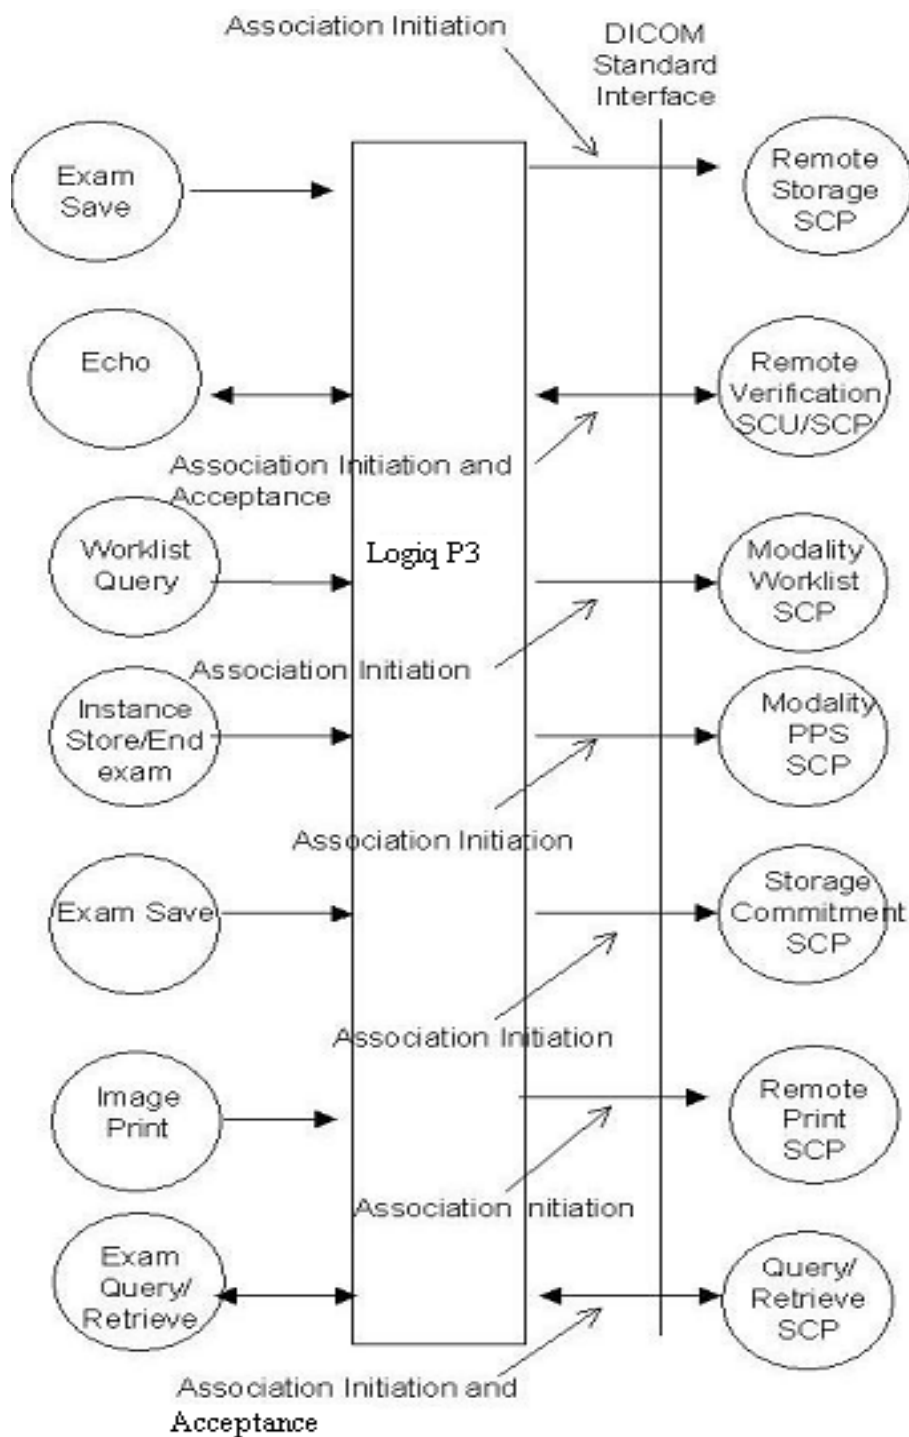 Association Initiation
DICOM
Standard
Interface
Exam
Save
Remote
Storage
SCP
Echo
Remote
Verification
SCU/SCP
Association Initiation and
Acceptance
Worklist
Query
Logiq P3
Modality
Worklist
SCP
Association Initiation
Instance
Store/End
exam
Modality
PPS
SCP
Association Initiation
Exam Save
Storage
Commitment
SCP
Association Initiation
Image
Print
Remote
Print
SCP
Association Initiation
Exam
Query/
Retrieve
Query/
Retrieve
SCP
Association Initiation and
Acceptance